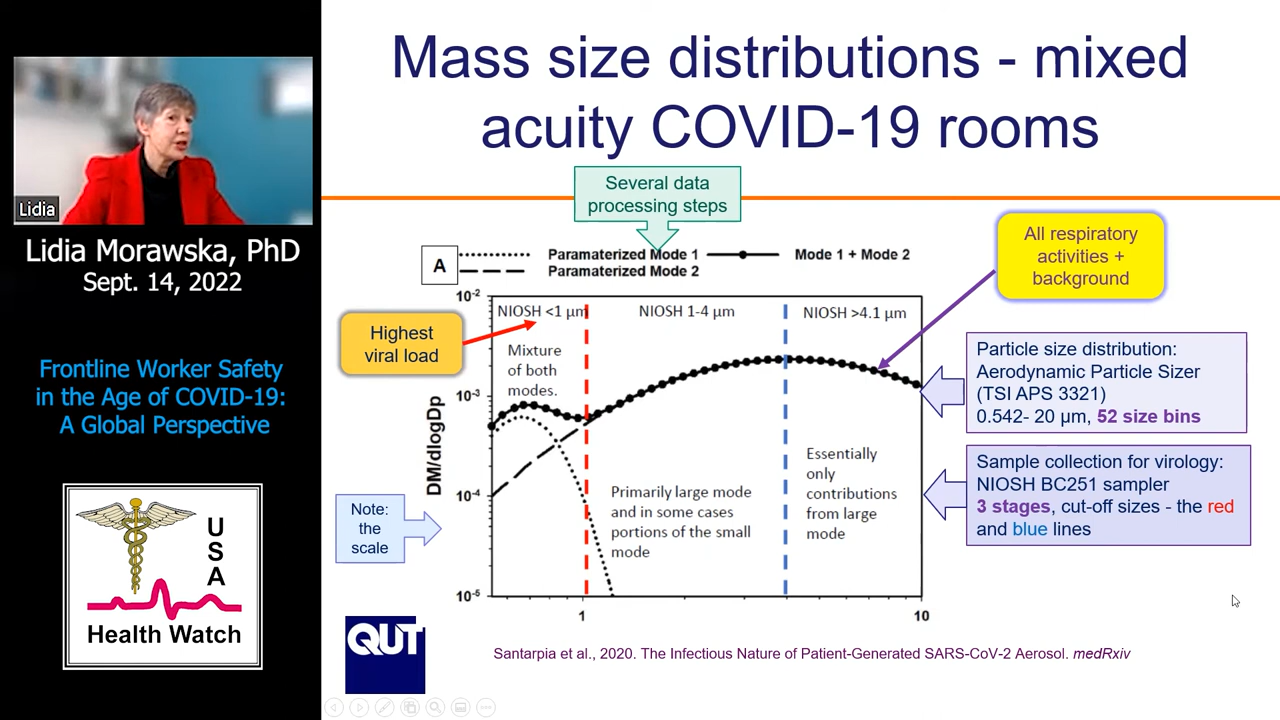 Mass size distributions - mixed
acuity COVID-19 rooms
Lidia
Lidia Morawska, PhD
Sept. 14, 2022
Frontline Worker Safety
in the Age of COVID-19:
A Global Perspective
USA
Health Watch
Several data
processing steps
A
Paramaterized Mode 1
Mode 1 + Mode 2
Paramaterized Mode 2
All respiratory
activities +
background
Highest
viral load
NIOSH <1 µm
NIOSH 1-4 µm
NIOSH >4.1 µm
Mixture
of both
modes.
Primarily large mode
and in some cases
portions of the small
mode
Essentially
only
contributions
from large
mode
DM/dlogDp
10-2
10-3
10-4
10-5
1
10
Note:
the
scale
Particle size distribution:
Aerodynamic Particle Sizer
(TSI APS 3321)
0.542- 20 µm, 52 size bins
Sample collection for virology:
NIOSH BC251 sampler
3 stages, cut-off sizes - the red
and blue lines
QUT
Santarpia et al., 2020. The Infectious Nature of Patient-Generated SARS-CoV-2 Aerosol. medRxiv